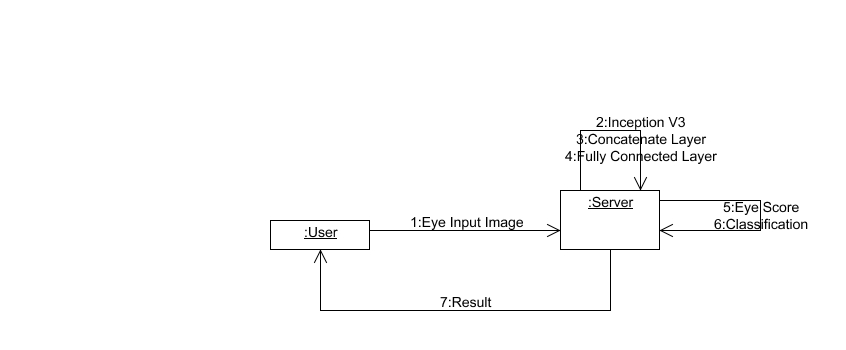 2:Inception V3
3:Concatenate Layer
4:Fully Connected Layer
:Server
5:Eye Score
6:Classification
1:Eye Input Image
:User
7:Result